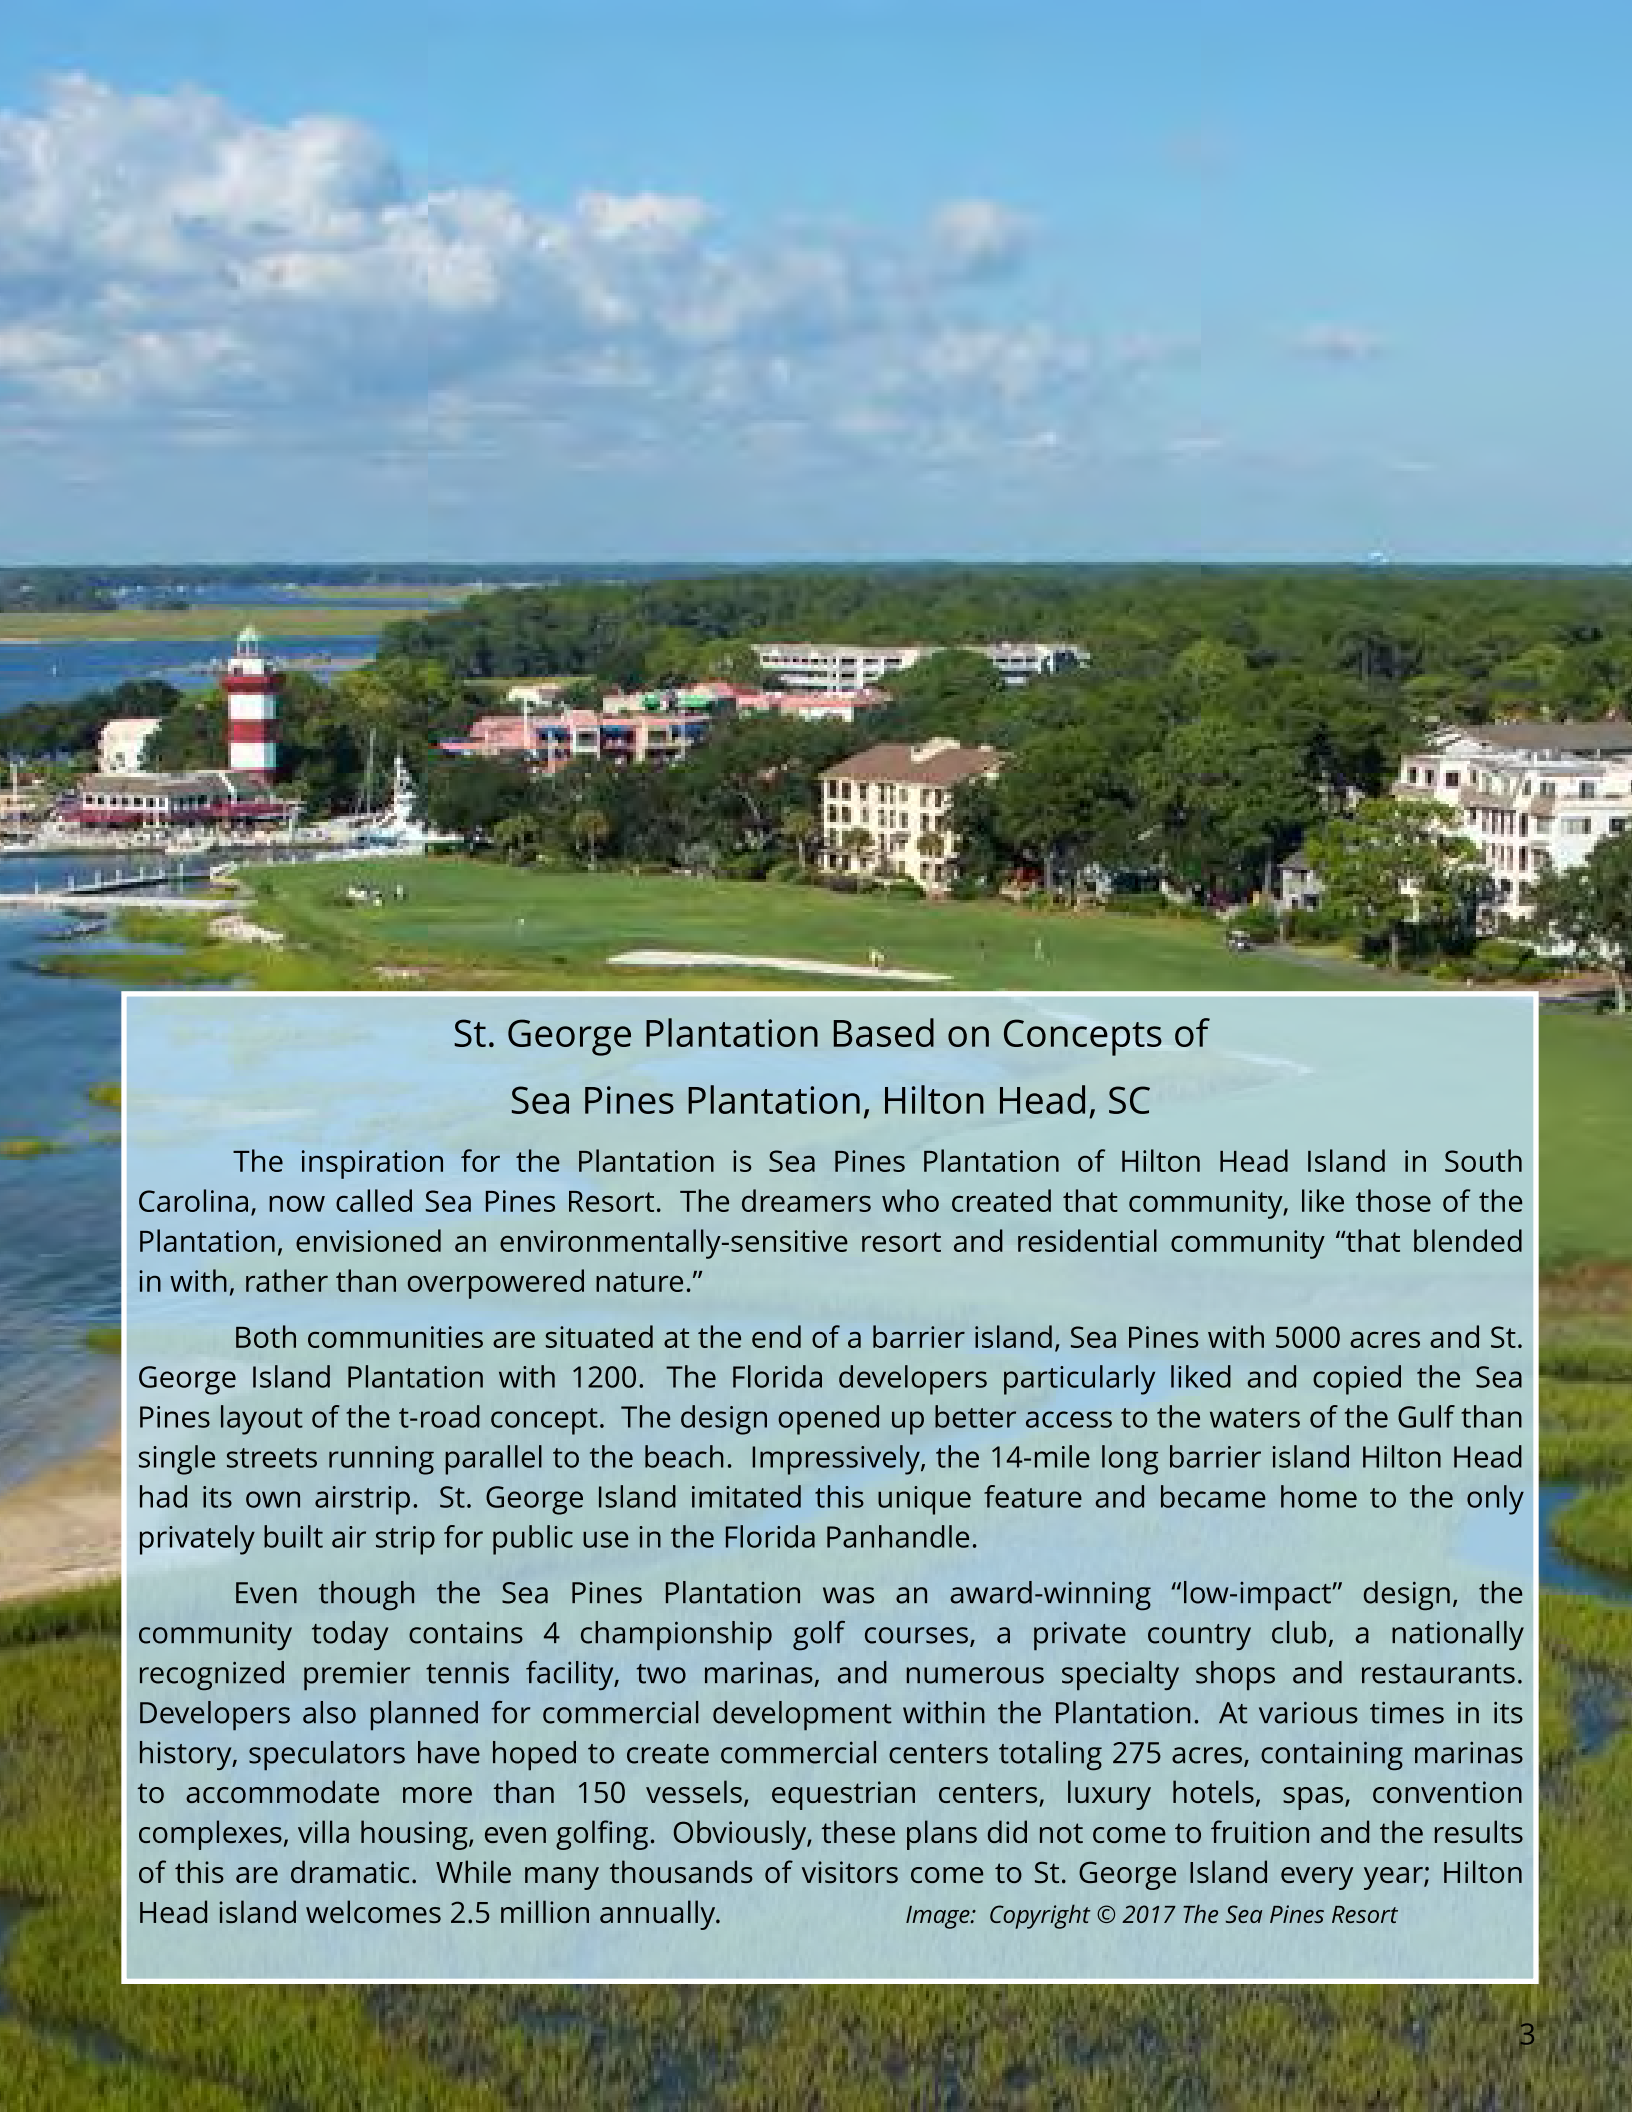 St. George Plantation Based on Concepts of
Sea Pines Plantation, Hilton Head, SC
The inspiration for the Plantation is Sea Pines Plantation of Hilton Head Island in South
Carolina, now called Sea Pines Resort. The dreamers who created that community, like those of the
Plantation, envisioned an environmentally-sensitive resort and residential community “that blended
in with, rather than overpowered nature.”
Both communities are situated at the end of a barrier island, Sea Pines with 5000 acres and St.
George Island Plantation with 1200. The Florida developers particularly liked and copied the Sea
Pines layout of the t-road concept. The design opened up better access to the waters of the Gulf than
single streets running parallel to the beach. Impressively, the 14-mile long barrier island Hilton Head
had its own airstrip. St. George Island imitated this unique feature and became home to the only
privately built air strip for public use in the Florida Panhandle.
Even though the Sea Pines Plantation was an award-winning “low-impact” design, the
community today contains 4 championship golf courses, a private country club, a nationally
recognized premier tennis facility, two marinas, and numerous specialty shops and restaurants.
Developers also planned for commercial development within the Plantation. At various times in its
history, speculators have hoped to create commercial centers totaling 275 acres, containing marinas
to accommodate more than 150 vessels, equestrian centers, luxury hotels, spas, convention
complexes, villa housing, even golfing. Obviously, these plans did not come to fruition and the results
of this are dramatic. While many thousands of visitors come to St. George Island every year; Hilton
Head island welcomes 2.5 million annually. Image: Copyright © 2017 The Sea Pines Resort
3